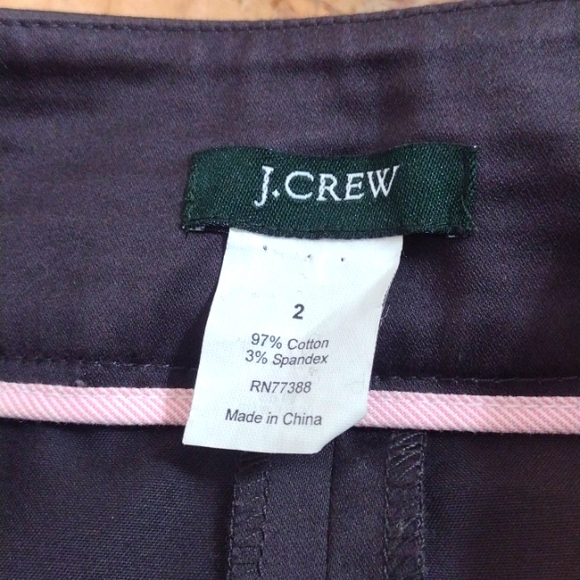 J.CREW
2
97% Cotton
3% Spandex
RN77388
Made in China